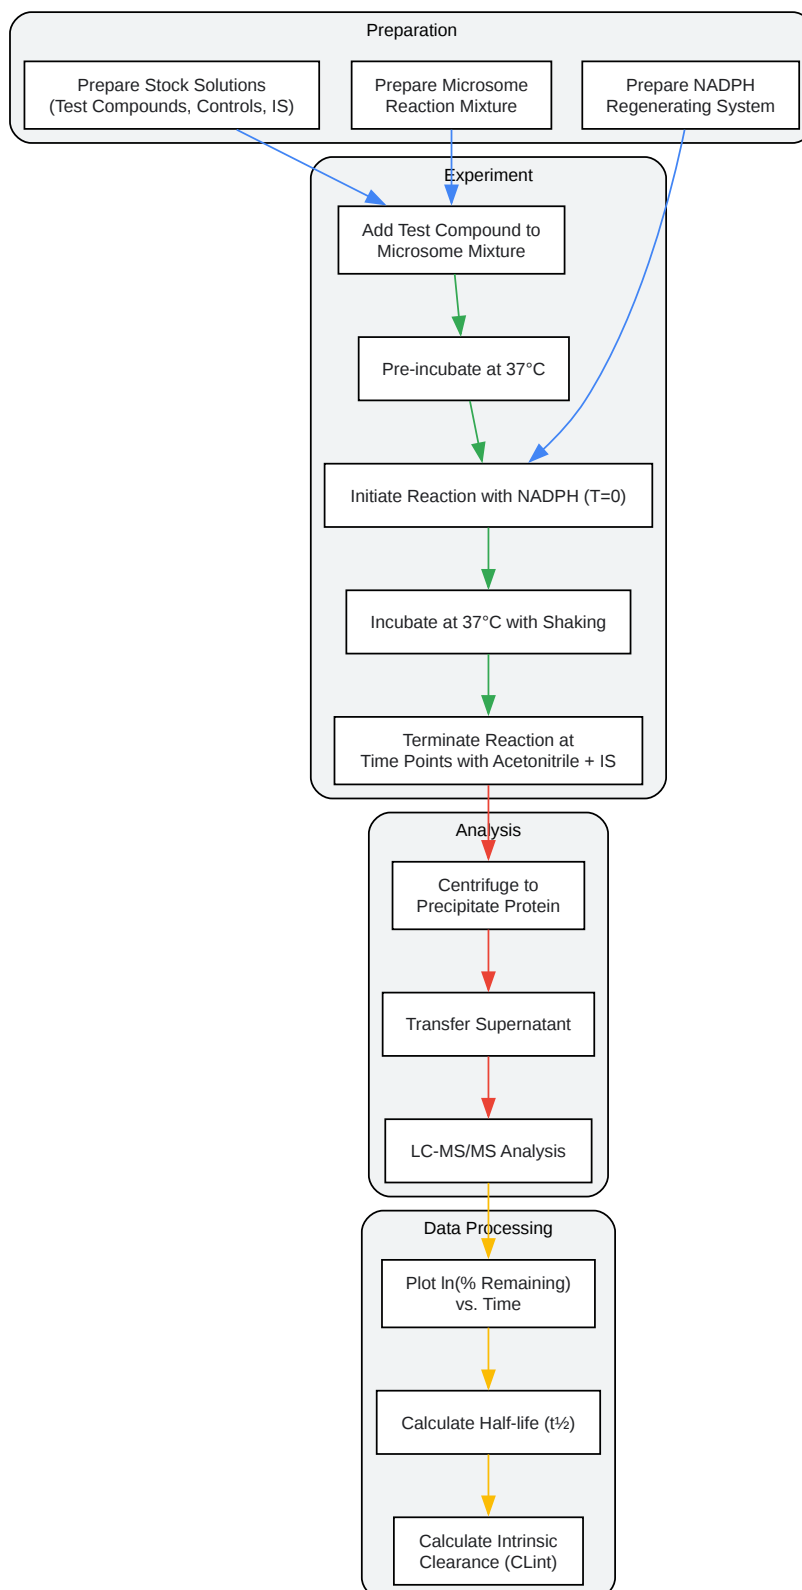 Preparation
Prepare Stock Solutions
(Test Compounds, Controls, IS)
Prepare Microsome
Reaction Mixture
Prepare NADPH
Regenerating System
Experiment
Add Test Compound to
Microsome Mixture
Pre-incubate at 37°C
Initiate Reaction with NADPH (T=0)
Incubate at 37°C with Shaking
Terminate Reaction at
Time Points with Acetonitrile + IS
Analysis
Centrifuge to
Precipitate Protein
Transfer Supernatant
LC-MS/MS Analysis
Data Processing
Plot ln(% Remaining)
vs. Time
Calculate Half-life (t½)
Calculate Intrinsic
Clearance (CLint)